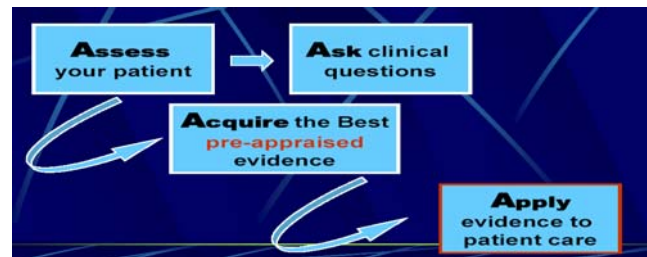 Assess
your patient
Ask clinical
questions
Acquire the Best
pre-appraised
evidence
Apply
evidence to
patient care